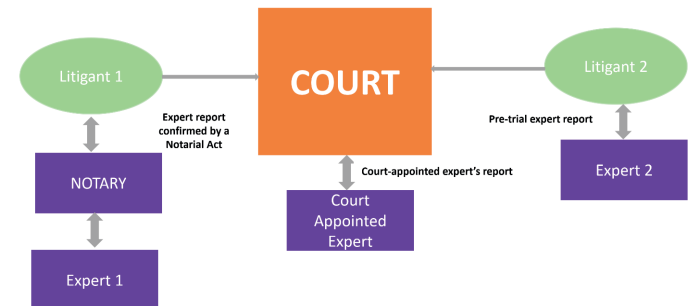 Litigant 1
COURT
Litigant 2
Expert report
confirmed by a
Notarial Act
Pre-trial expert report
NOTARY
Court-appointed expert's report
Expert 2
Court
Appointed
Expert
Expert 1